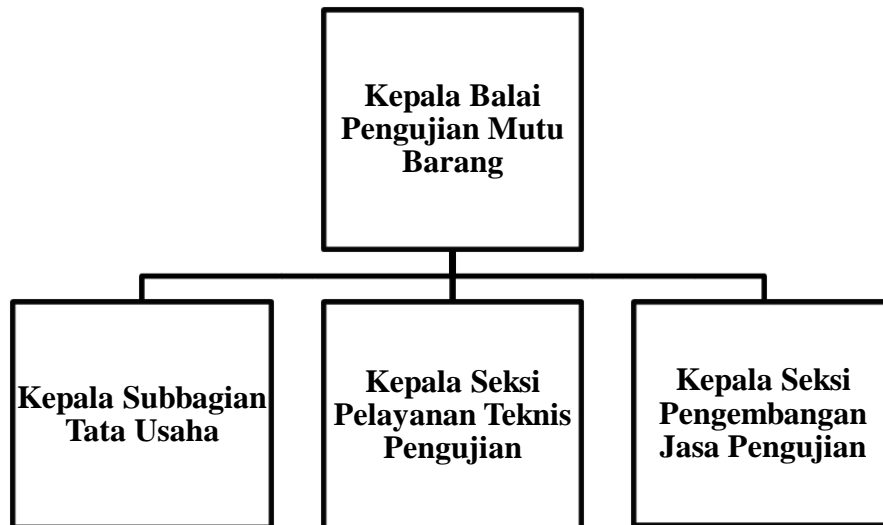 Kepala Balai
Pengujian Mutu
Barang
Kepala Subbagian
Tata Usaha
Kepala Seksi
Pelayanan Teknis
Pengujian
Kepala Seksi
Pengembangan
Jasa Pengujian